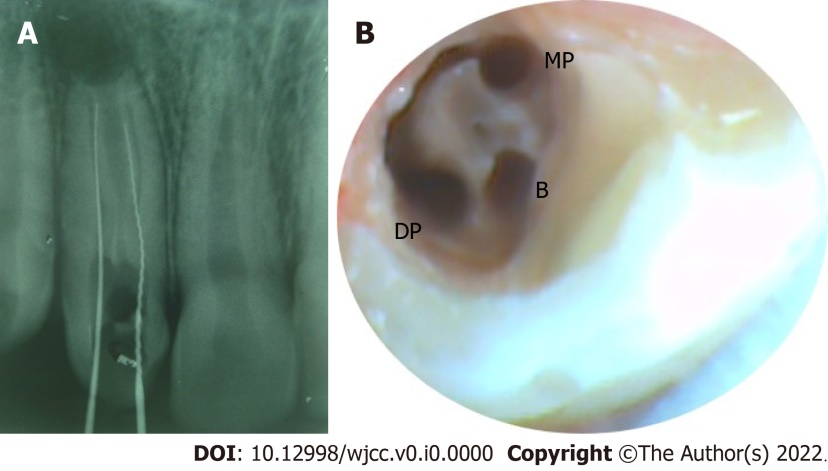 A
B
MP
B
DP
DOI: 10.12998/wjcc.v0.i0.0000 Copyright ©The Author(s) 2022.